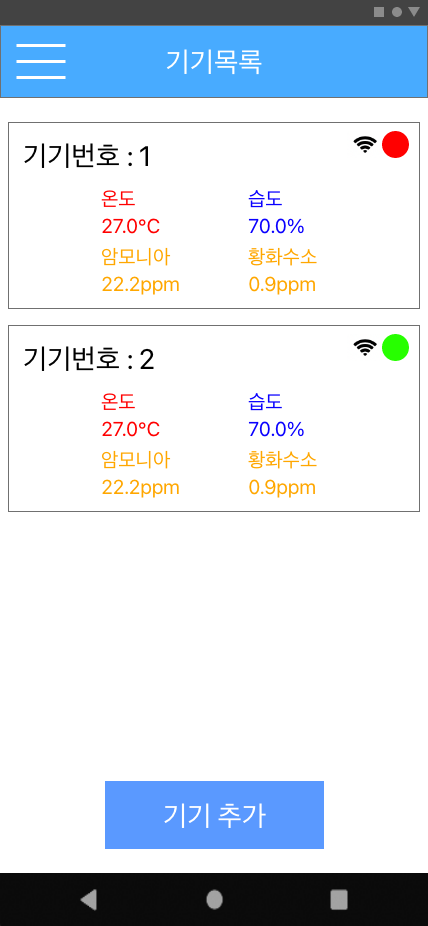 기기목록
기기번호 : 1
온도 습도
27.0°C 70.0%
암모니아 황화수소
22.2ppm 0.9ppm
기기번호 : 2
온도 습도
27.0°C 70.0%
암모니아 황화수소
22.2ppm 0.9ppm
기기 추가